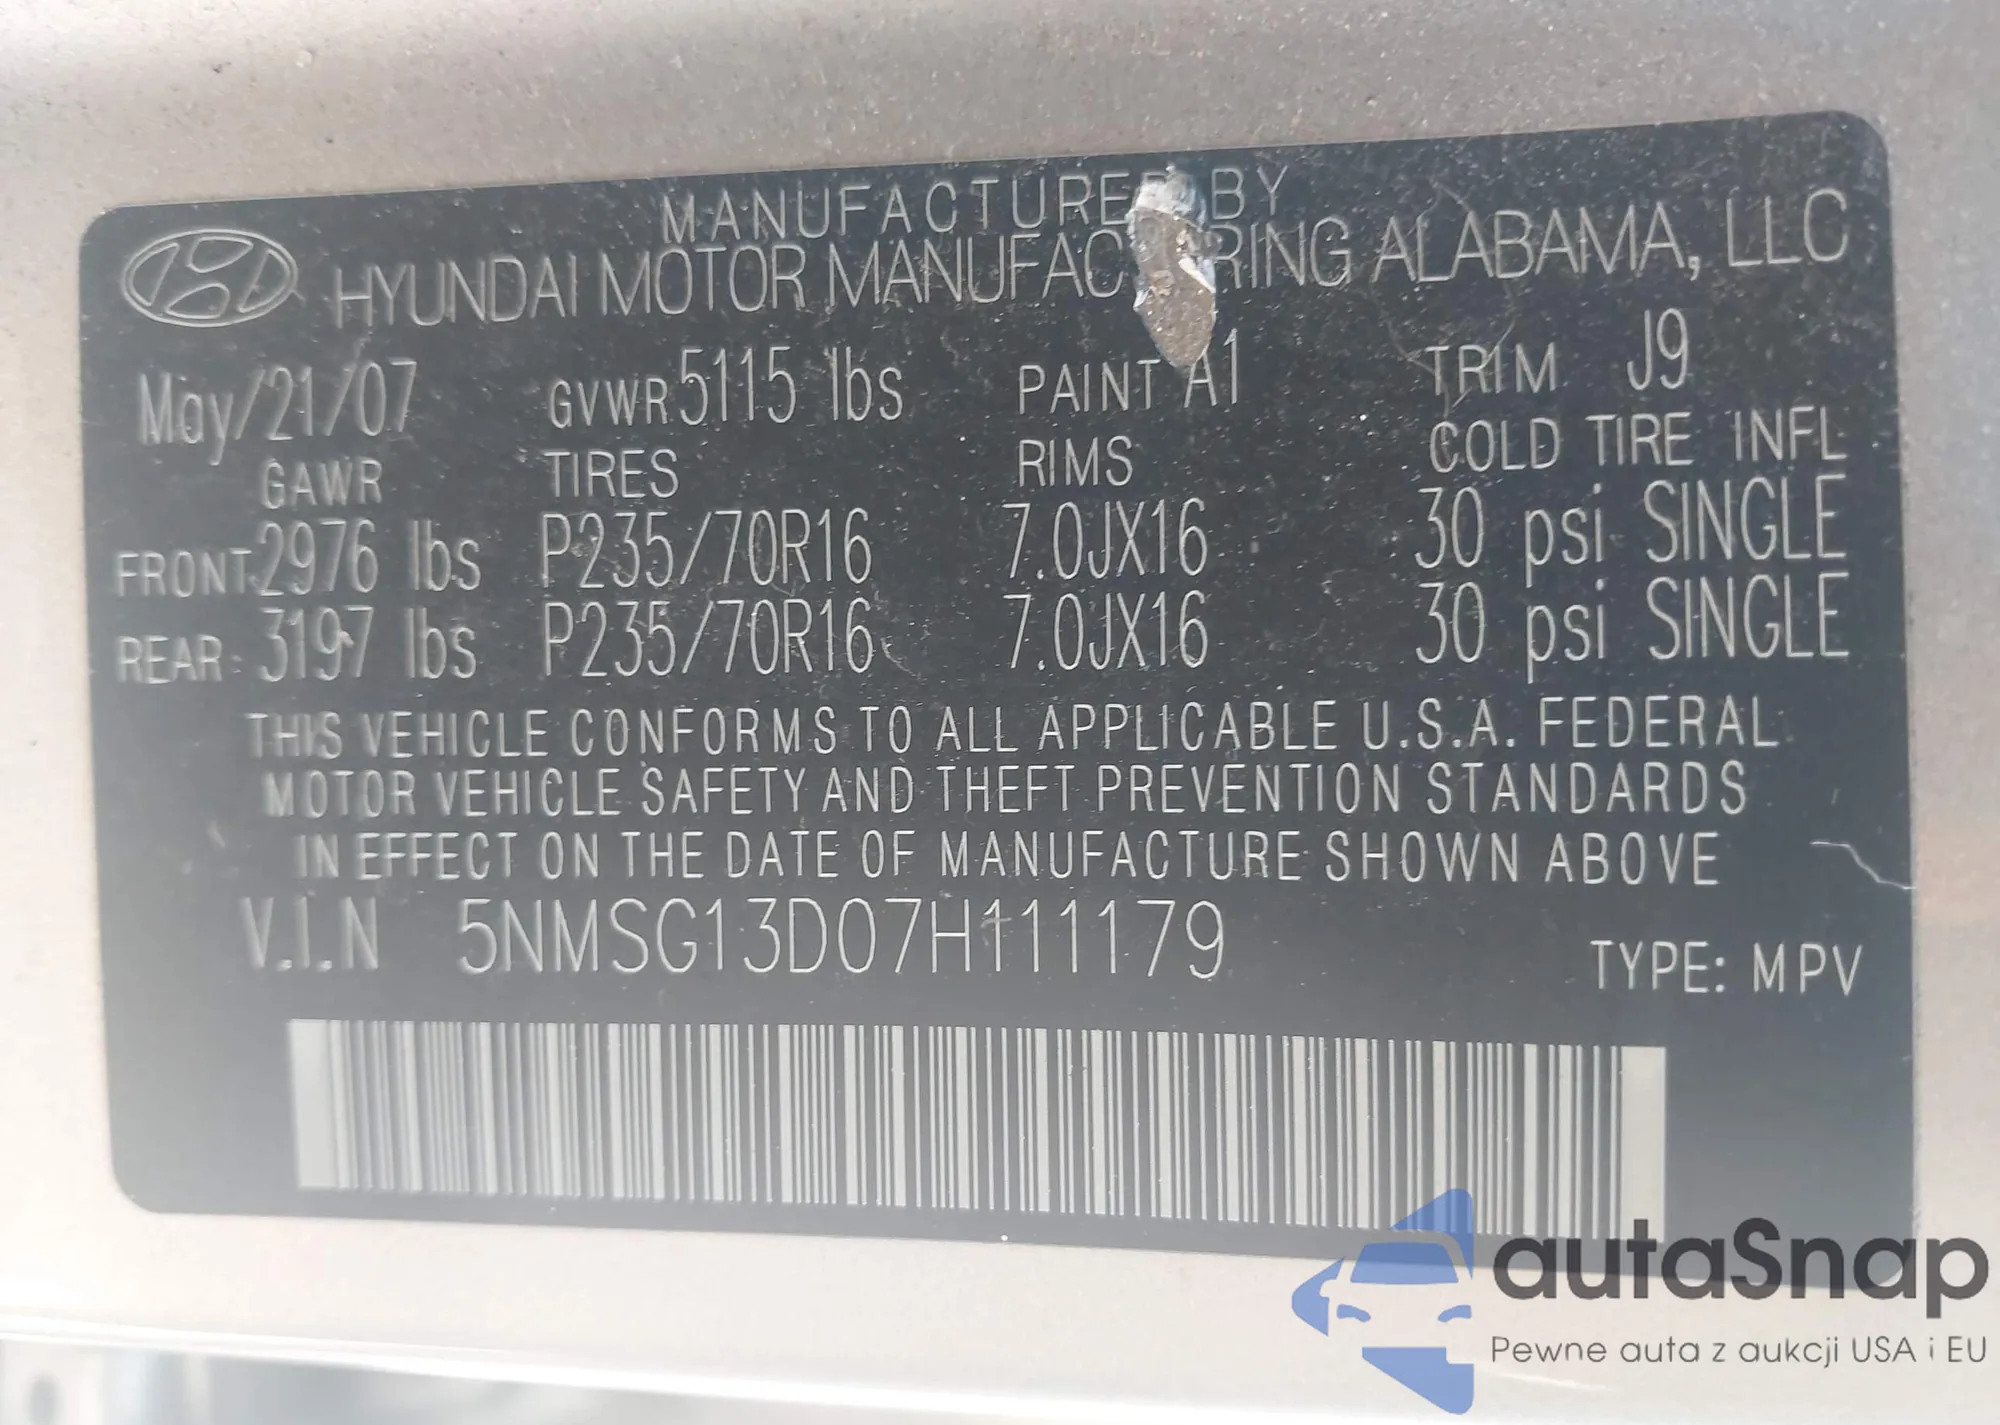 MANUFACTURED BY
HYUNDAI MOTOR MANUFAC RING ALABAMA, LLC
May/21/07 GVWR 5115 lbs PAINT A1 TRIM J9
GAWR TIRES RIMS COLD TIRE INFL
FRONT 2976 lbs P235/70R16 7.0JX16 30 psi SINGLE
REAR 3197 lbs P235/70R16 7.0JX16 30 psi SINGLE
THIS VEHICLE CONFORMS TO ALL APPLICABLE U.S.A. FEDERAL
MOTOR VEHICLE SAFETY AND THEFT PREVENTION STANDARDS
IN EFFECT ON THE DATE OF MANUFACTURE SHOWN ABOVE
V.I.N 5NMSG13D07H111179 TYPE: MPV
autaSnap
Pewne auta z aukcji USA i EU